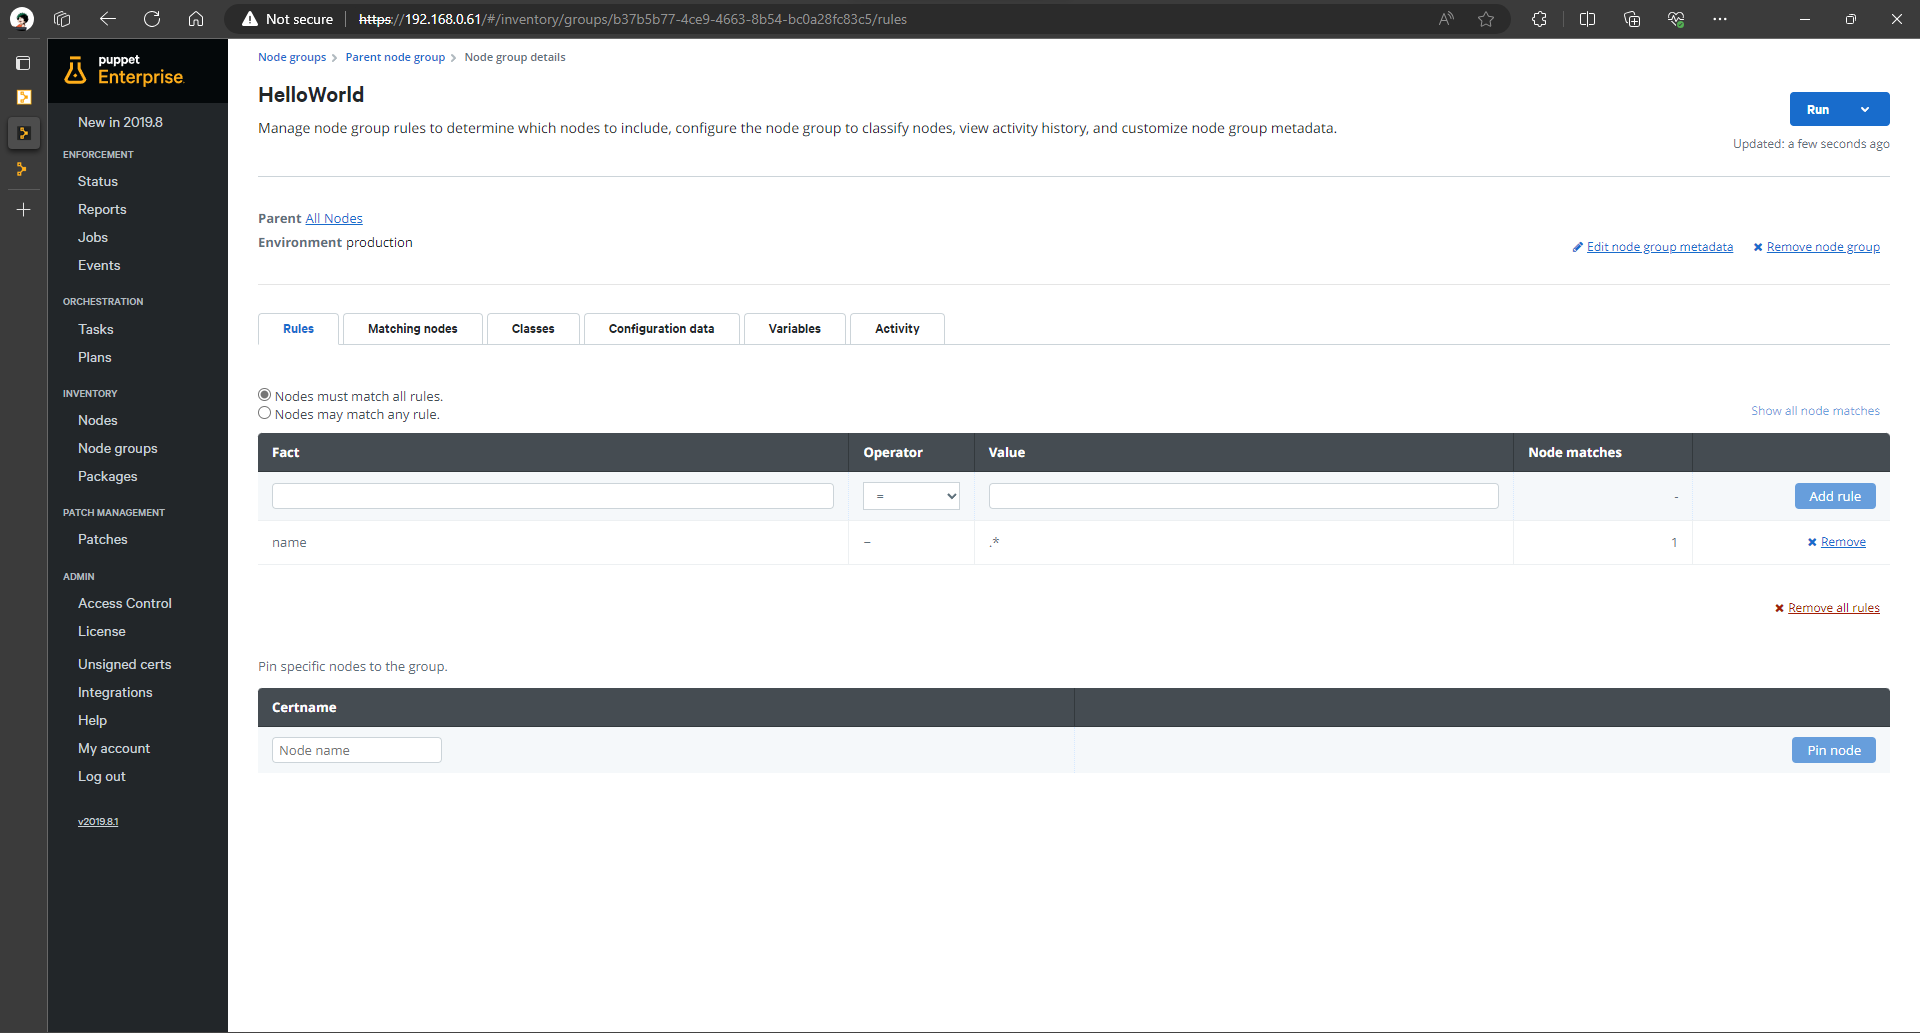 Not secure https://192.168.0.61/#/inventory/groups/b37b5b77-4ce9-4663-8b54-bc0a28fc83c5/rules
puppet
Enterprise
New in 2019.8
ENFORCEMENT
Status
Reports
Jobs
Events
ORCHESTRATION
Tasks
Plans
INVENTORY
Nodes
Node groups
Packages
PATCH MANAGEMENT
Patches
ADMIN
Access Control
License
Unsigned certs
Integrations
Help
My account
Log out
v2019.8.1
Node groups > Parent node group > Node group details
HelloWorld
Manage node group rules to determine which nodes to include, configure the node group to classify nodes, view activity history, and customize node group metadata.
Run
Updated: a few seconds ago
Parent All Nodes
Environment production
Edit node group metadata Remove node group
Rules Matching nodes Classes Configuration data Variables Activity
Nodes must match all rules.
Nodes may match any rule.
Show all node matches
Fact Operator Value Node matches
= - Add rule
name ~ .* 1 Remove
Remove all rules
Pin specific nodes to the group.
Certname
Node name Pin node